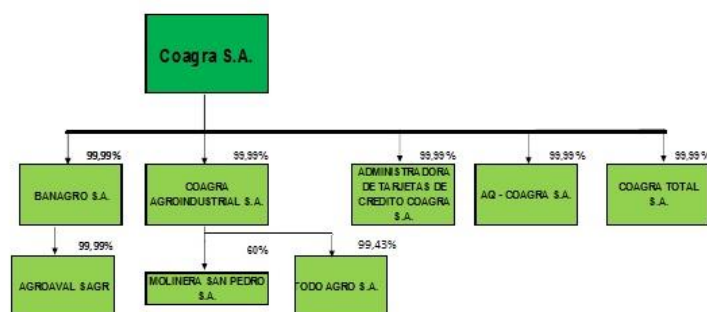 Coagra S.A.
99,99%
99,99%
99,99%
99,99%
99,99%
BANAGRO S.A.
COAGRA
AGROINDUSTRIAL S.A.
ADMINISTRADORA
DE TARJETAS DE
CREDITO COAGRA
S.A.
AQ - COAGRA S.A.
COAGRA TOTAL
S.A.
99,99%
60%
99,43%
AGROAVAL SAGR
MOLINERA SAN PEDRO
S.A.
TODO AGRO S.A.